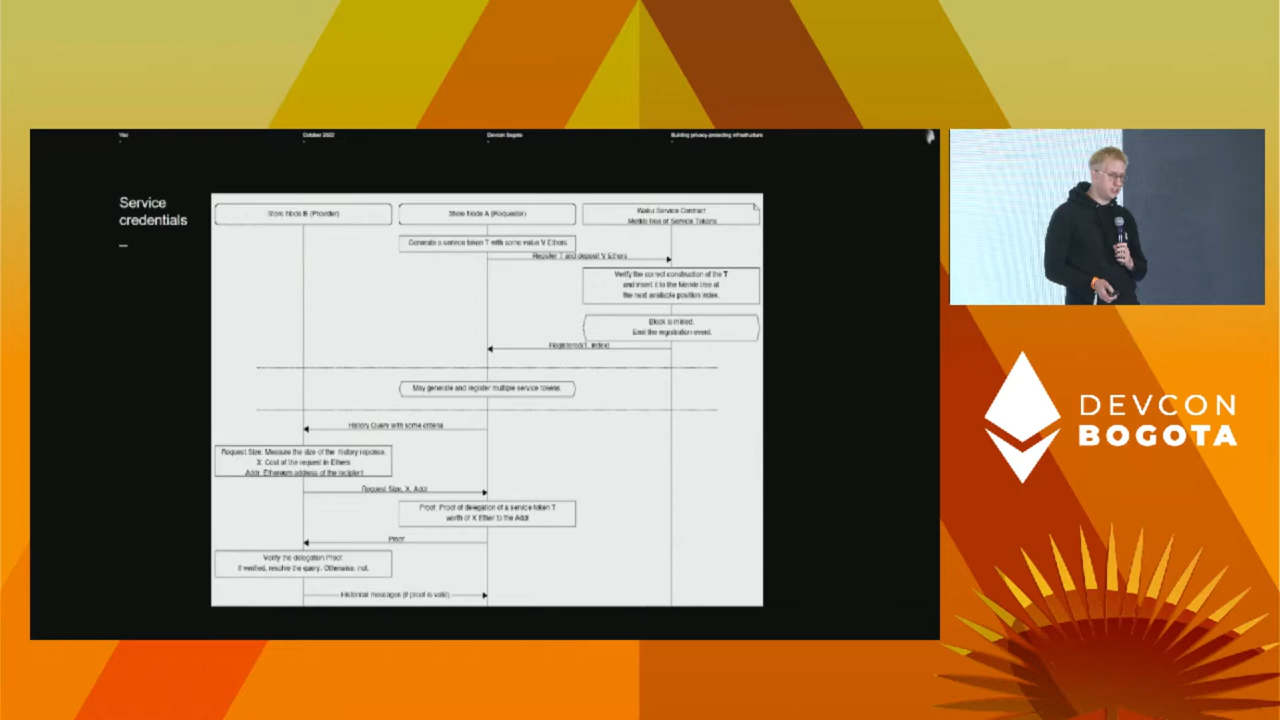 Vac
October 2022
Devcon Bogota
Building privacy-protecting infrastructure
Service
credentials
Store Node B (Provider)
Store Node A (Requester)
Waku Service Contract
Merkle tree of Service Tokens
Generate a service token T with some value V Ethers
Register T and deposit V Ethers
Verify the correct construction of the T
and insert it to the Merkle tree at
the next available position index.
Block is mined.
Emit the registration event.
Registered(T, index)
May generate and register multiple service tokens.
History Query with some criteria
Request Size: Measure the size of the history reponse.
X: Cost of the request in Ethers
Addr: Ethereum address of the recipient
Request Size, X, Addr
Proof: Proof of delegation of a service token T
worth of X Ether to the Addr
Proof
Verify the delegation Proof.
If verified, resolve the query. Otherwise, not.
Historical messages (if proof is valid)
DEVCON
BOGOTA